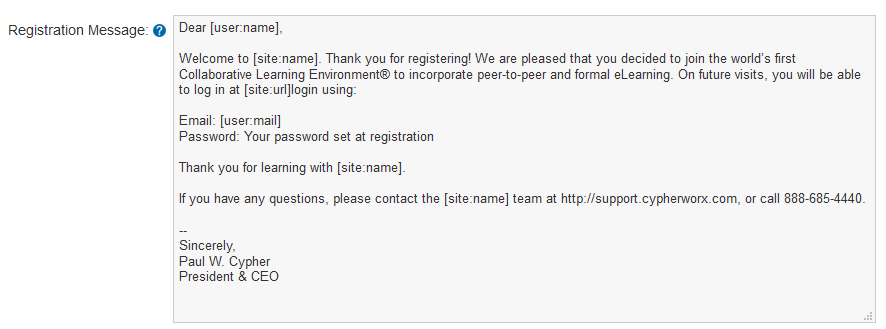 Registration Message:
Dear [user:name],
Welcome to [site:name]. Thank you for registering! We are pleased that you decided to join the world's first
Collaborative Learning Environment® to incorporate peer-to-peer and formal eLearning. On future visits, you will be able
to log in at [site:url]login using:
Email: [user:mail]
Password: Your password set at registration
Thank you for learning with [site:name].
If you have any questions, please contact the [site:name] team at http://support.cypherworx.com, or call 888-685-4440.
--
Sincerely,
Paul W. Cypher
President & CEO